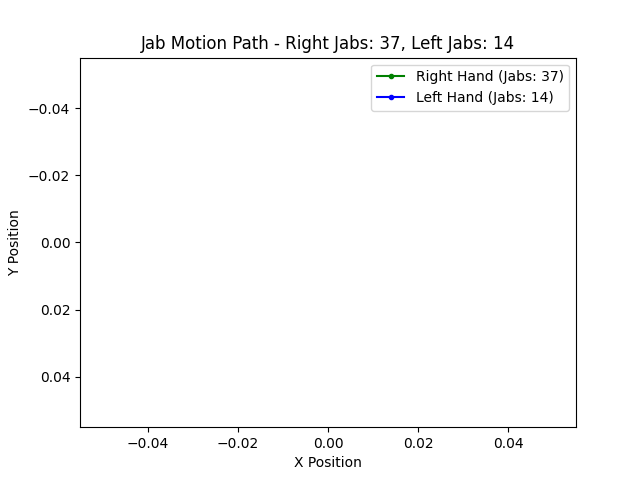 Jab Motion Path - Right Jabs: 37, Left Jabs: 14
Right Hand (Jabs: 37)
Left Hand (Jabs: 14)
Y Position
−0.04
−0.02
0.00
0.02
0.04
−0.04 −0.02 0.00 0.02 0.04
X Position